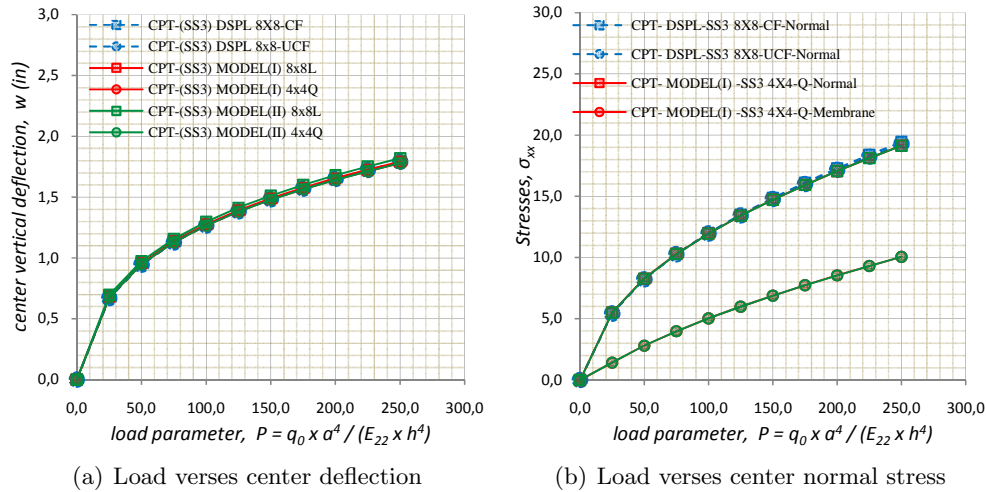 3,0
2,5
2,0
1,5
1,0
0,5
0,0
center vertical deflection, w (in)
CPT-(SS3) DSPL 8X8-CF
CPT-(SS3) DSPL 8x8-UCF
CPT-(SS3) MODEL(I) 8x8L
CPT-(SS3) MODEL(I) 4x4Q
CPT-(SS3) MODEL(II) 8x8L
CPT-(SS3) MODEL(II) 4x4Q
0,0 50,0 100,0 150,0 200,0 250,0 300,0
load parameter, P = q0 x a4 / (E22 x h4)
(a) Load verses center deflection
30,0
25,0
20,0
15,0
10,0
5,0
0,0
Stresses, σxx
CPT- DSPL-SS3 8X8-CF-Normal
CPT- DSPL-SS3 8X8-UCF-Normal
CPT- MODEL(I) -SS3 4X4-Q-Normal
CPT- MODEL(I) -SS3 4X4-Q-Membrane
0,0 50,0 100,0 150,0 200,0 250,0 300,0
load parameter, P = q0 x a4 / (E22 x h4)
(b) Load verses center normal stress